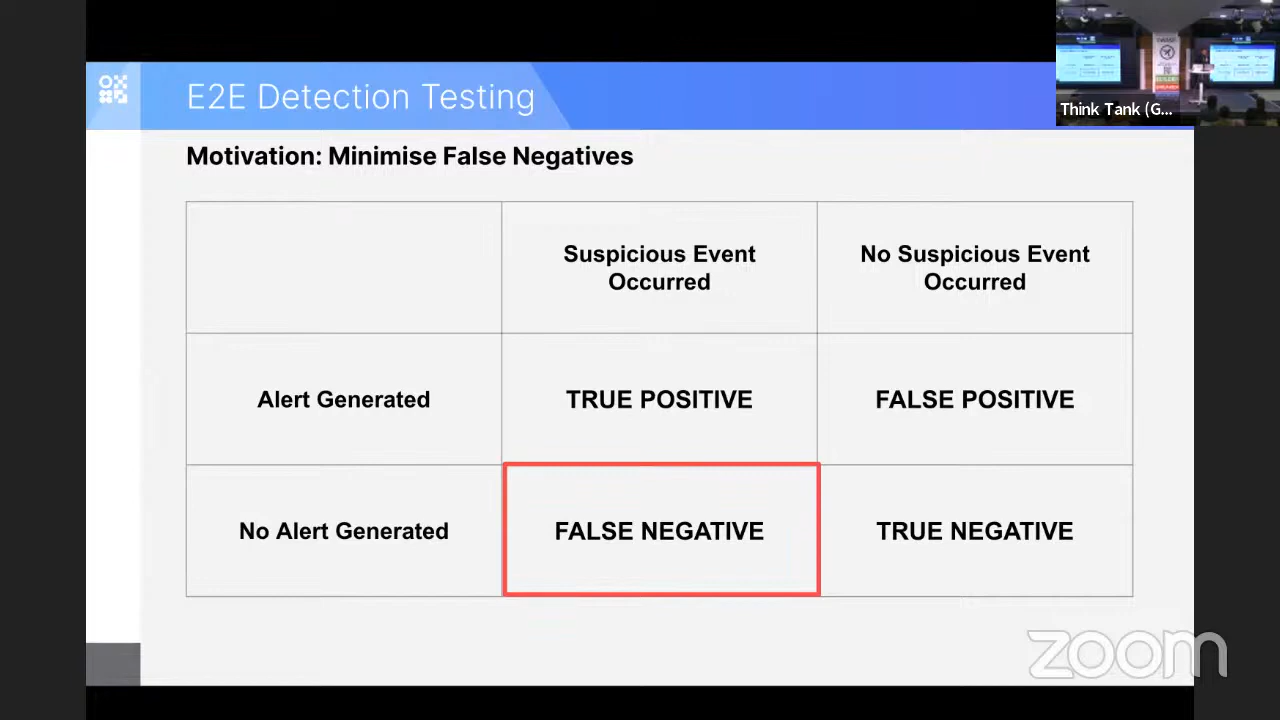 E2E Detection Testing
Think Tank (G...
Motivation: Minimise False Negatives
Suspicious Event
Occurred
No Suspicious Event
Occurred
Alert Generated
TRUE POSITIVE
FALSE POSITIVE
No Alert Generated
FALSE NEGATIVE
TRUE NEGATIVE
zoom